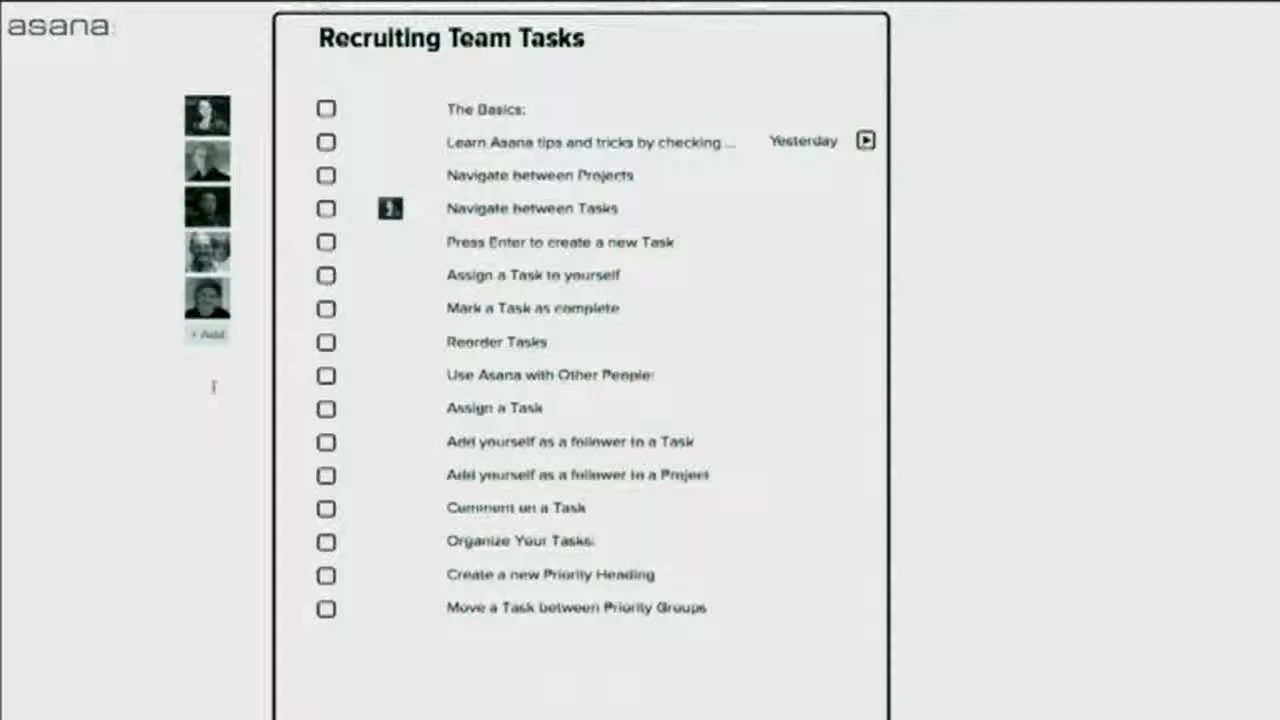 asana:
Recruiting Team Tasks
The Basics:
Learn Asana tips and tricks by checking ... Yesterday
Navigate between Projects
Navigate between Tasks
Press Enter to create a new Task
Assign a Task to yourself
Mark a Task as complete
Reorder Tasks
+ Add
Use Asana with Other People:
Assign a Task
Add yourself as a follower to a Task
Add yourself as a follower to a Project
Comment on a Task
Organize Your Tasks:
Create a new Priority Heading
Move a Task between Priority Groups